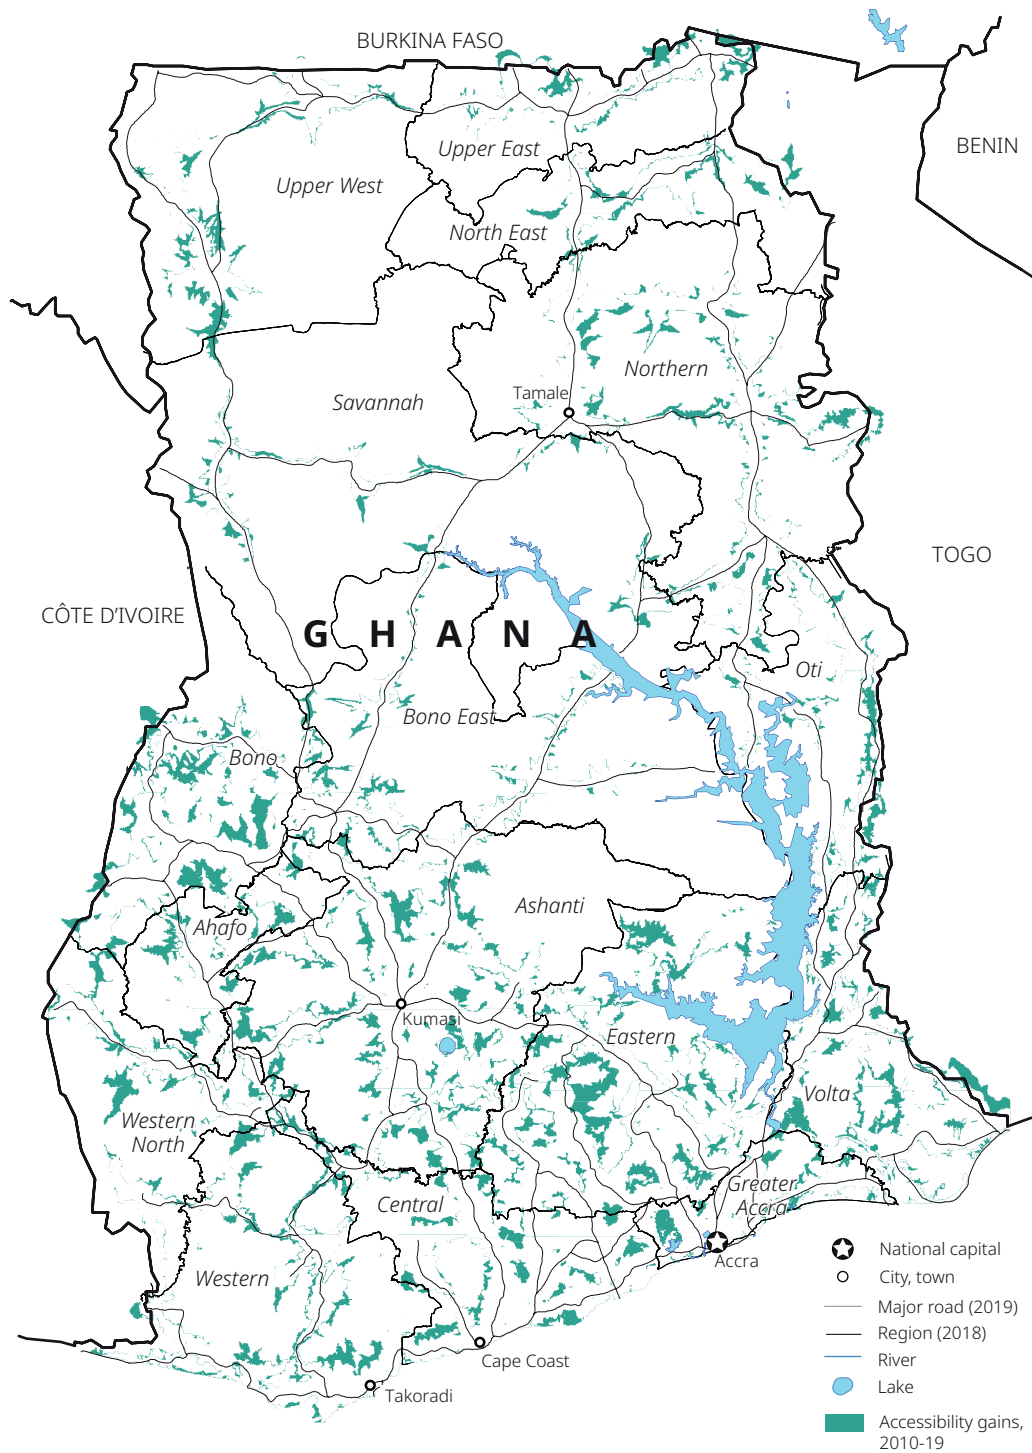 BURKINA FASO
BENIN
Upper East
Upper West
North East
Northern
Tamale
Savannah
TOGO
CÔTE D'IVOIRE
GHANA
Oti
Bono East
Bono
Ashanti
Ahafo
Kumasi
Eastern
Volta
Western
North
Greater
Accra
Central
Accra
Western
Cape Coast
Takoradi
National capital
City, town
Major road (2019)
Region (2018)
River
Lake
Accessibility gains,
2010-19